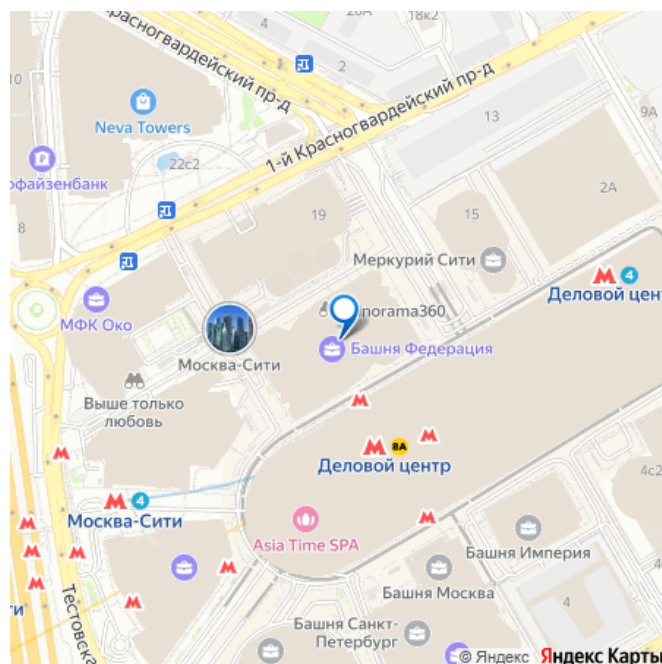 4
18к2
10
Красногвардейский пр-д
2
9А
Neva Towers
13
1-й Красногвардейский пр-д
22с2
офайзенбанк
2А
8
19
15
Меркурий Сити
4
Деловой цент
МФК Око
norama360
Москва-Сити
Башня Федерация
Выше только
любовь
8А
Деловой центр
4с2
4
Москва-Сити
Asia Time SPA
Башня Империя
Башня Москва
4
ти
Тестовска
Башня Санкт-
Петербург
© Яндекс Яндекс Карты